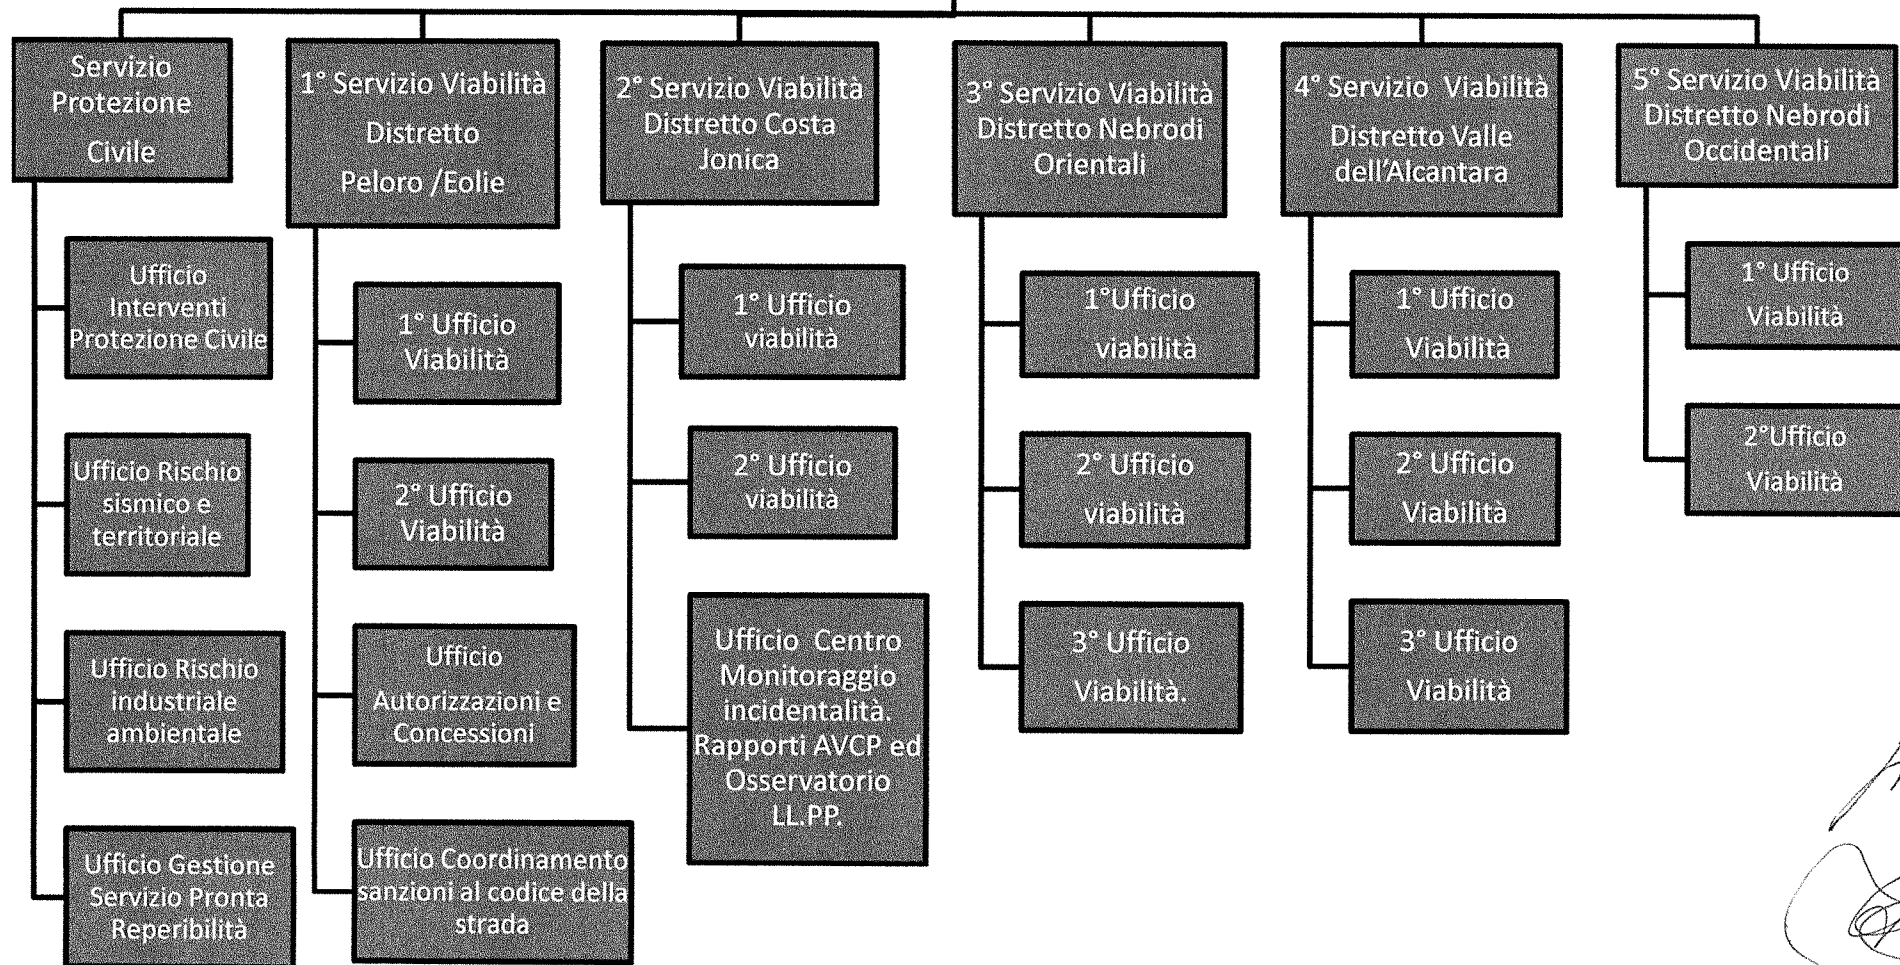 Servizio
Protezione
Civile
Ufficio
Interventi
Protezione Civile
Ufficio Rischio
sismico e
territoriale
Ufficio Rischio
industriale
ambientale
Ufficio Gestione
Servizio Pronta
Reperibilità
1° Servizio Viabilità
Distretto
Peloro /Eolie
1° Ufficio
Viabilità
2° Ufficio
Viabilità
Ufficio
Autorizzazioni e
Concessioni
Ufficio Coordinamento
sanzioni al codice della
strada
2° Servizio Viabilità
Distretto Costa
Jonica
1° Ufficio
viabilità
2° Ufficio
viabilità
Ufficio Centro
Monitoraggio
incidentalità.
Rapporti AVCP ed
Osservatorio
LL.PP.
3° Servizio Viabilità
Distretto Nebrodi
Orientali
1°Ufficio
viabilità
2° Ufficio
viabilità
3° Ufficio
Viabilità.
4° Servizio Viabilità
Distretto Valle
dell'Alcantara
1° Ufficio
Viabilità
2° Ufficio
Viabilità
3° Ufficio
Viabilità
5° Servizio Viabilità
Distretto Nebrodi
Occidentali
1° Ufficio
Viabilità
2°Ufficio
Viabilità